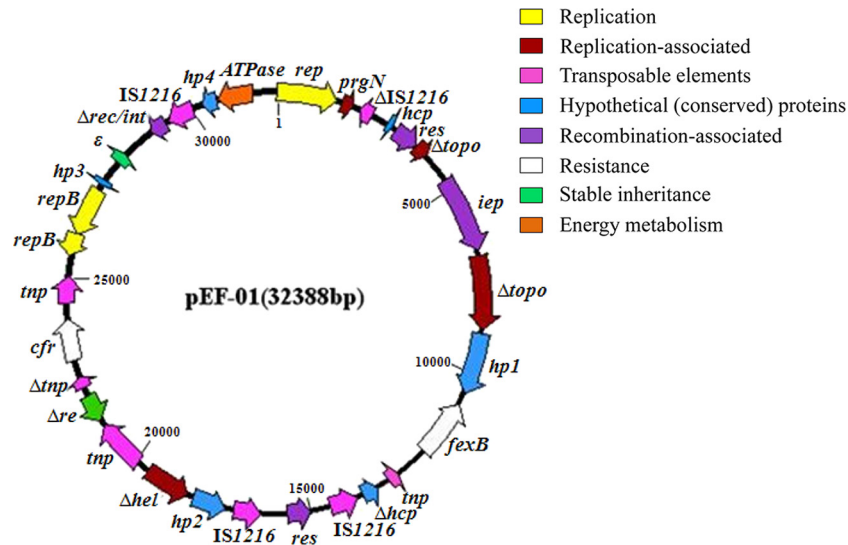 Replication
Replication-associated
Transposable elements
Hypothetical (conserved) proteins
Recombination-associated
Resistance
Stable inheritance
Energy metabolism
pEF-01(32388bp)
rep
prgN
ΔIS1216
hcp
res
Δtopo
iep
Δtopo
hp1
fexB
tnp
Δhcp
IS1216
res
IS1216
hp2
Δhel
tnp
Δre
Δtnp
cfr
tnp
repB
repB
hp3
ε
Δrec/int
IS1216
hp4
ATPase
1
5000
10000
15000
20000
25000
30000